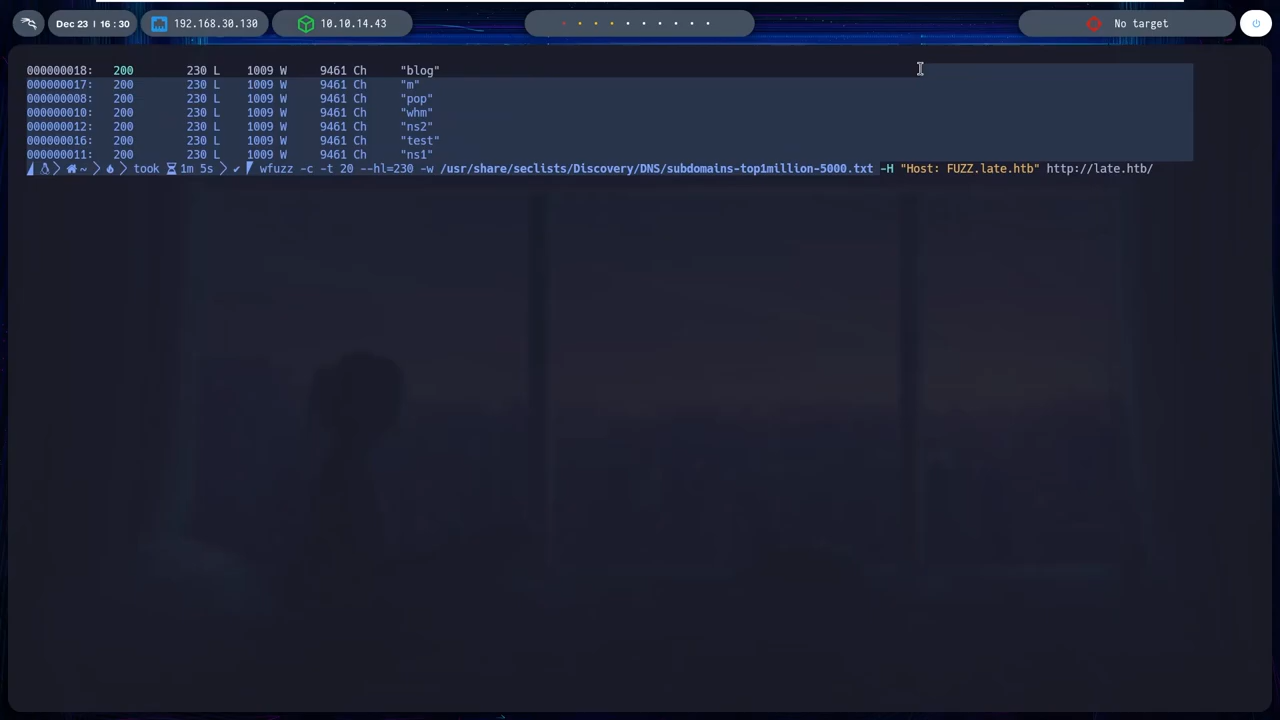 Dec 23 | 16:30 192.168.30.130 10.10.14.43 No target
000000018: 200 230 L 1009 W 9461 Ch "blog"
000000017: 200 230 L 1009 W 9461 Ch "m"
000000008: 200 230 L 1009 W 9461 Ch "pop"
000000010: 200 230 L 1009 W 9461 Ch "whm"
000000012: 200 230 L 1009 W 9461 Ch "ns2"
000000016: 200 230 L 1009 W 9461 Ch "test"
000000011: 200 230 L 1009 W 9461 Ch "ns1"
~ took 1m 5s ✔ wfuzz -c -t 20 --hl=230 -w /usr/share/seclists/Discovery/DNS/subdomains-top1million-5000.txt -H "Host: FUZZ.late.htb" http://late.htb/